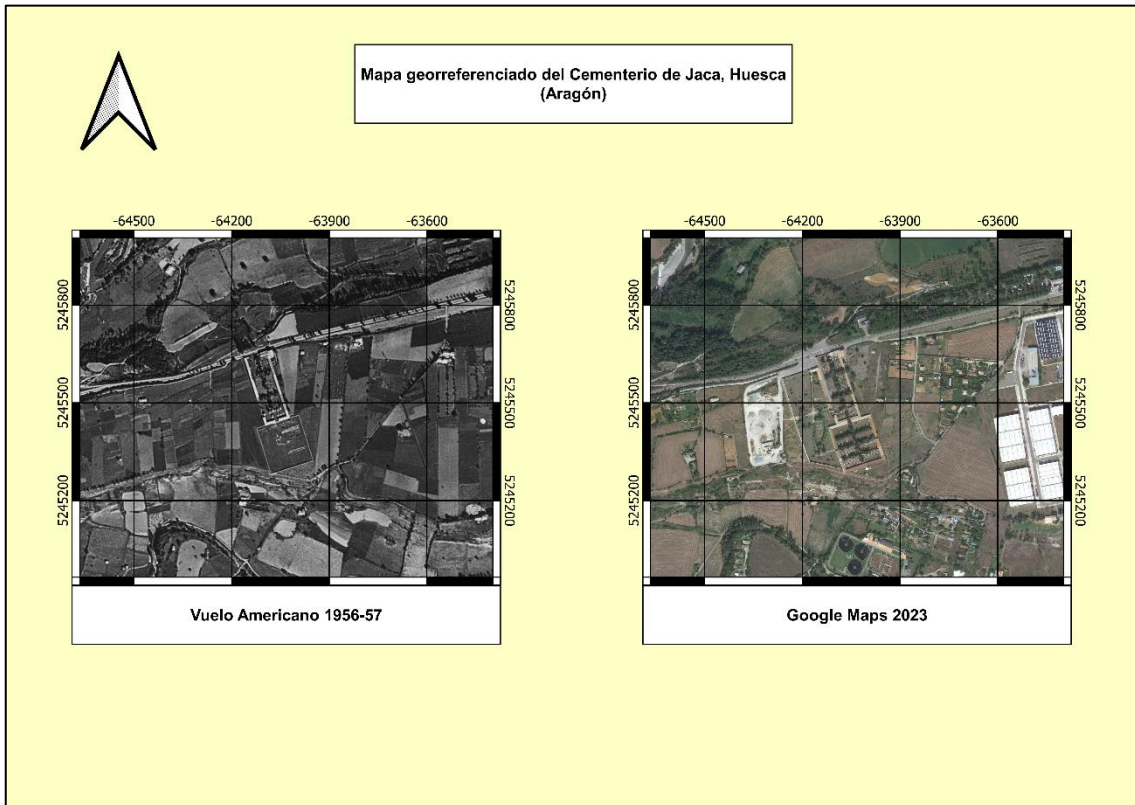 Mapa georreferenciado del Cementerio de Jaca, Huesca
(Aragón)
-64500 -64200 -63900 -63600
5245800 5245800
5245500 5245500
5245200 5245200
Vuelo Americano 1956-57
-64500 -64200 -63900 -63600
5245800 5245800
5245500 5245500
5245200 5245200
Google Maps 2023